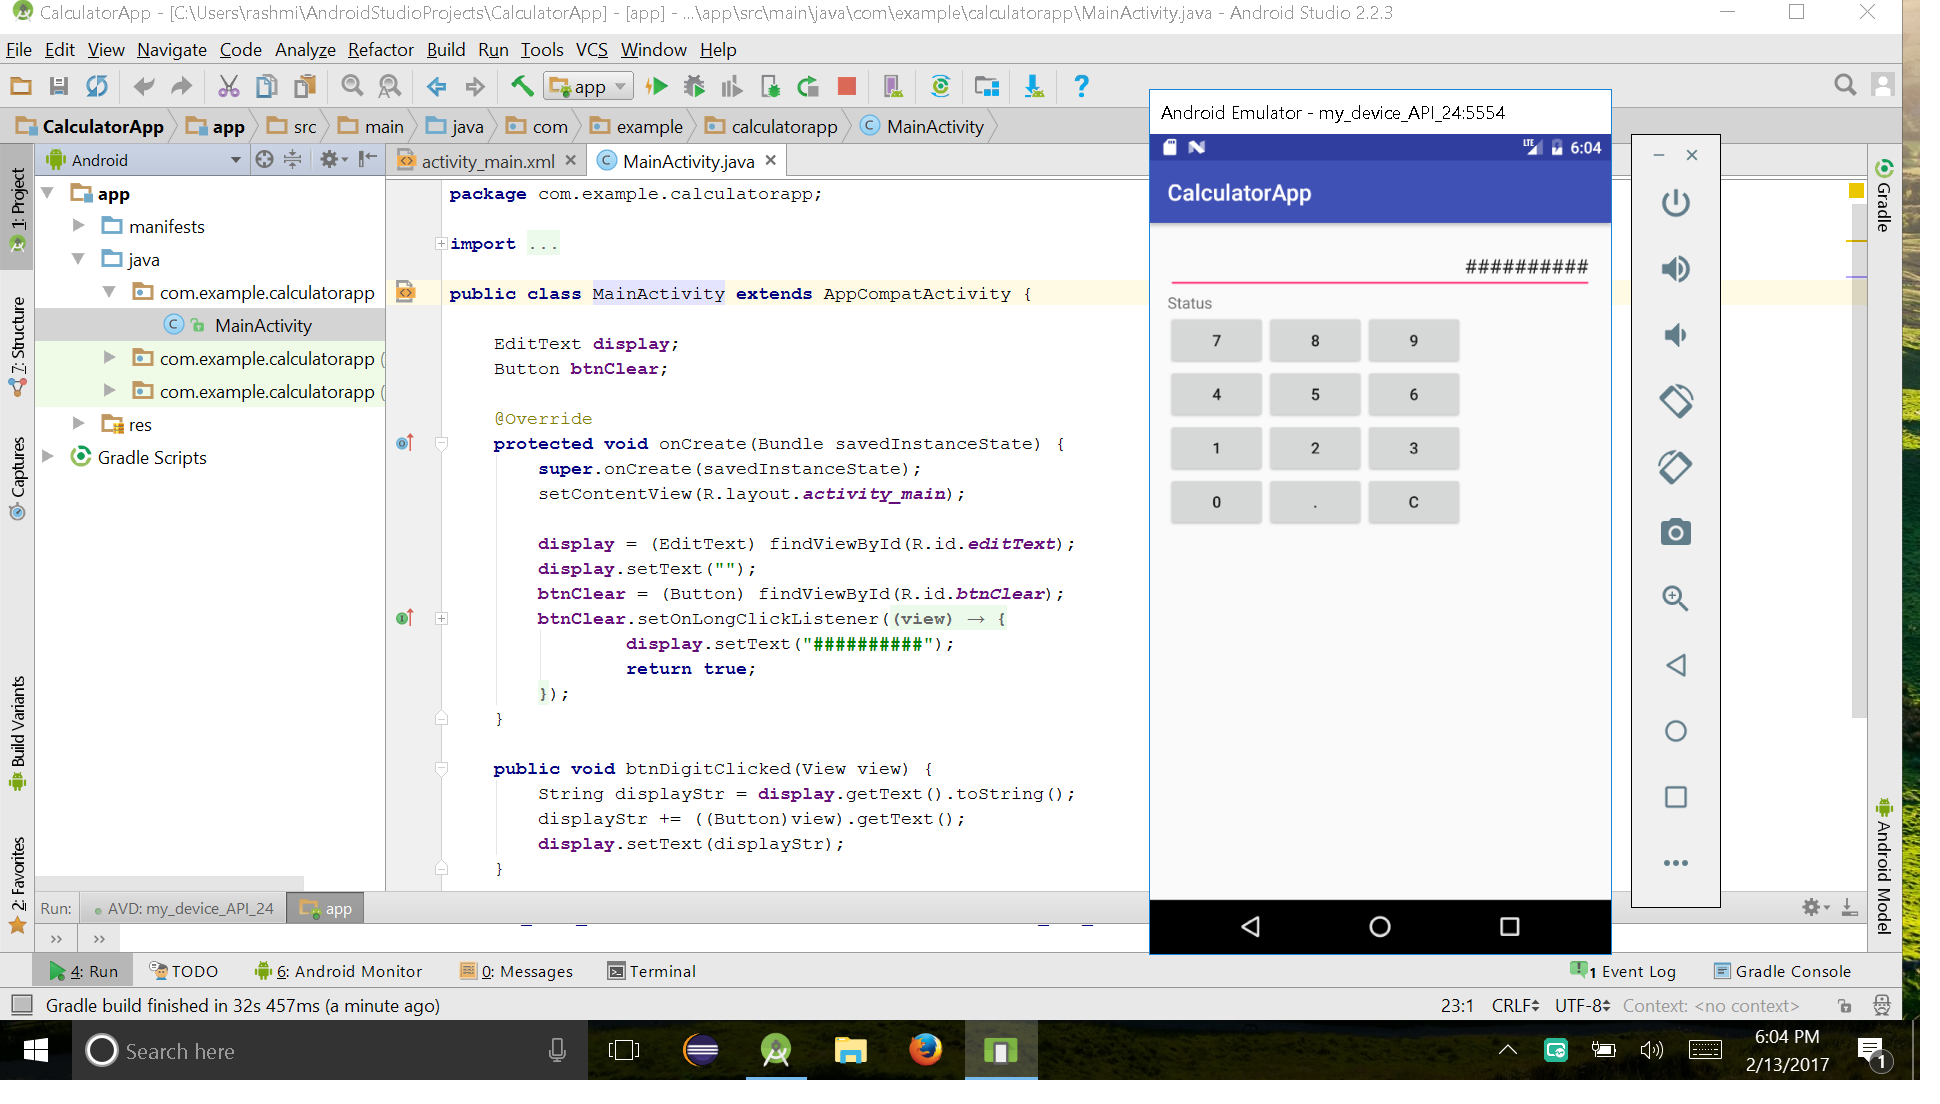 CalculatorApp - [C:\Users\rashmi\AndroidStudioProjects\CalculatorApp] - [app] - ...\app\src\main\java\com\example\calculatorapp\MainActivity.java - Android Studio 2.2.3
File Edit View Navigate Code Analyze Refactor Build Run Tools VCS Window Help
app
CalculatorApp app src main java com example calculatorapp MainActivity
Android
activity_main.xml
MainActivity.java
1: Project
7: Structure
Captures
Build Variants
2: Favorites
app
manifests
java
com.example.calculatorapp
MainActivity
com.example.calculatorapp (
com.example.calculatorapp (
res
Gradle Scripts
package com.example.calculatorapp;
import ...
public class MainActivity extends AppCompatActivity {
EditText display;
Button btnClear;
@Override
protected void onCreate(Bundle savedInstanceState) {
super.onCreate(savedInstanceState);
setContentView(R.layout.activity_main);
display = (EditText) findViewById(R.id.editText);
display.setText("");
btnClear = (Button) findViewById(R.id.btnClear);
btnClear.setOnLongClickListener((view) → {
display.setText("##########");
return true;
});
}
public void btnDigitClicked(View view) {
String displayStr = display.getText().toString();
displayStr += ((Button)view).getText();
display.setText(displayStr);
}
Android Emulator - my_device_API_24:5554
LTE 6:04
CalculatorApp
##########
Status
7 8 9
4 5 6
1 2 3
0 . C
Gradle
Android Model
Run: AVD: my_device_API_24 app
4: Run TODO 6: Android Monitor 0: Messages Terminal 1 Event Log Gradle Console
Gradle build finished in 32s 457ms (a minute ago) 23:1 CRLF UTF-8 Context: <no context>
Search here
6:04 PM
2/13/2017
1